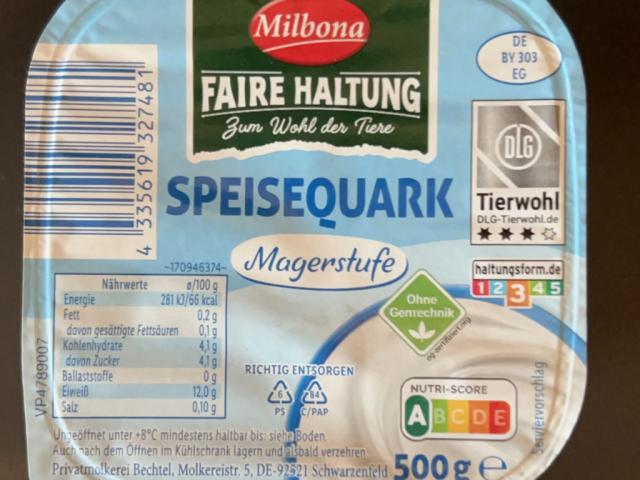 Milbona
FAIRE HALTUNG
Zum Wohl der Tiere
DE
BY 303
EG
4 335619 327481
DLG
Tierwohl
DLG-Tierwohl.de
SPEISEQUARK
Magerstufe
~170946374~
haltungsform.de
1 2 3 4 5
Nährwerte ø/100 g
Energie 281 kJ/66 kcal
Fett 0,2 g
davon gesättigte Fettsäuren 0,1 g
Kohlenhydrate 4,1 g
davon Zucker 4,1 g
Ballaststoffe 0 g
Eiweiß 12,0 g
Salz 0,10 g
VP4789007
Ohne
Gentechnik
eg-zertifiziert.org
RICHTIG ENTSORGEN
6 84
PS C/PAP
NUTRI-SCORE
A B C D E
Serviervorschlag
Ungeöffnet unter +8°C mindestens haltbar bis: siehe Boden.
Auch nach dem Öffnen im Kühlschrank lagern und alsbald verzehren.
Privatmolkerei Bechtel, Molkereistr. 5, DE-92521 Schwarzenfeld
500 g e